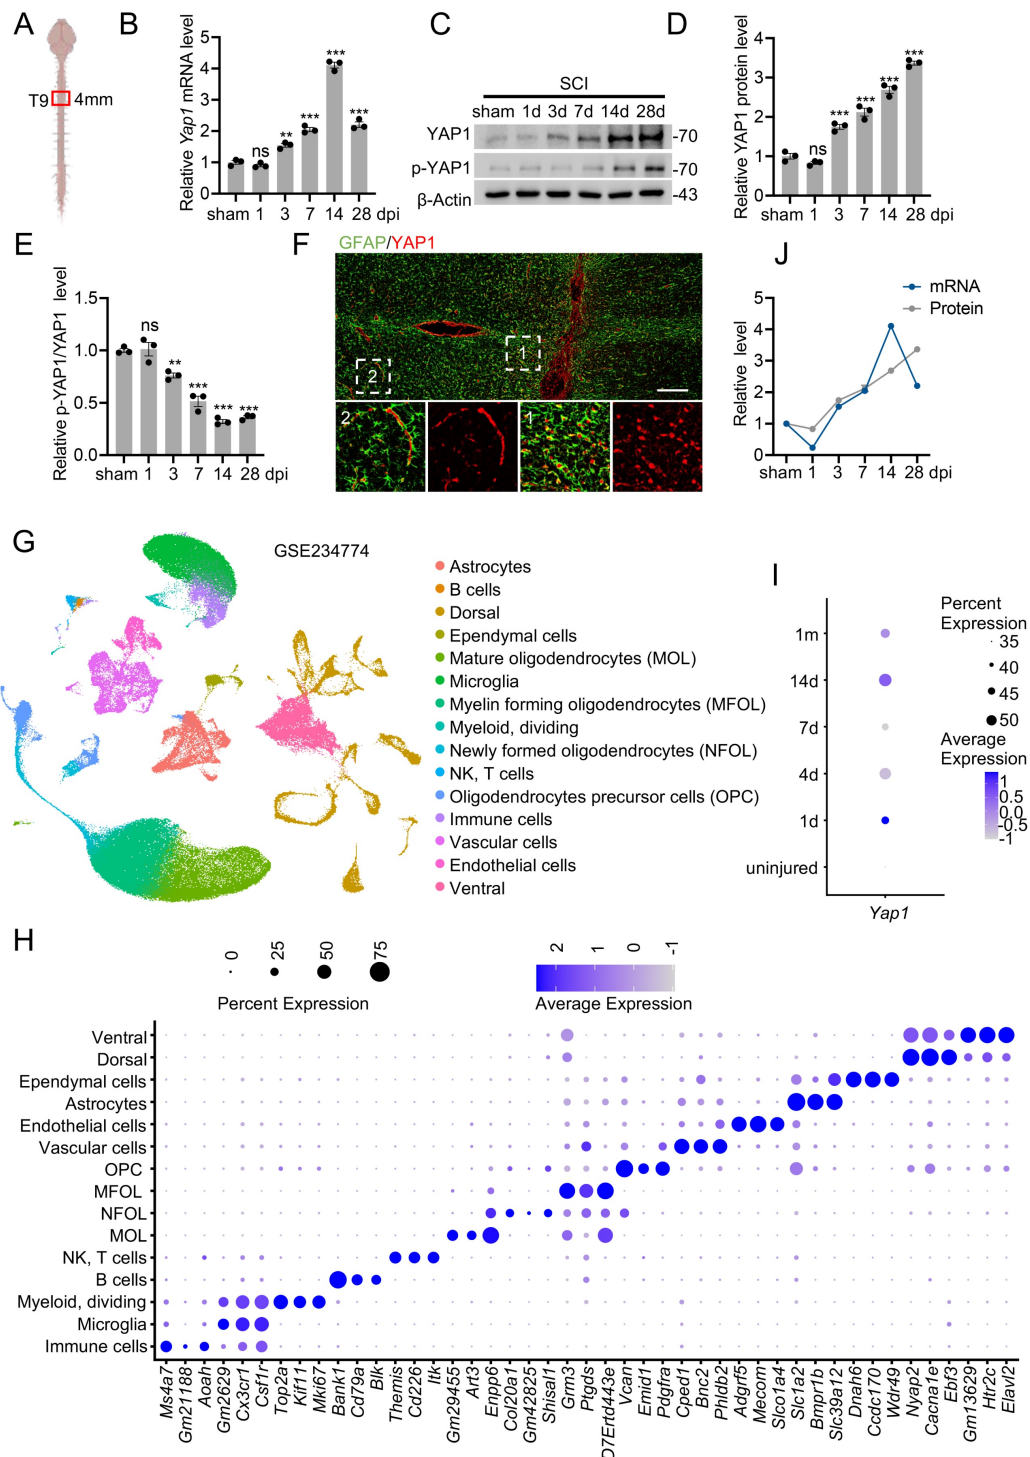 A
T9
4mm
B
Relative Yap1 mRNA level
5
4
3
2
1
0
ns
**
***
***
***
sham 1 3 7 14 28 dpi
C
SCI
sham 1d 3d 7d 14d 28d
YAP1
-70
p-YAP1
-70
β-Actin
-43
D
Relative YAP1 protein level
4
3
2
1
0
ns
***
***
***
***
sham 1 3 7 14 28 dpi
E
Relative p-YAP1/YAP1 level
1.5
1.0
0.5
0.0
ns
**
***
***
***
sham 1 3 7 14 28 dpi
F
GFAP/YAP1
1
2
2
1
J
mRNA
Protein
Relative level
5
4
3
2
1
0
sham 1 3 7 14 28 dpi
G
GSE234774
Astrocytes
B cells
Dorsal
Ependymal cells
Mature oligodendrocytes (MOL)
Microglia
Myelin forming oligodendrocytes (MFOL)
Myeloid, dividing
Newly formed oligodendrocytes (NFOL)
NK, T cells
Oligodendrocytes precursor cells (OPC)
Immune cells
Vascular cells
Endothelial cells
Ventral
I
1m
14d
7d
4d
1d
uninjured
Yap1
Percent
Expression
35
40
45
50
Average
Expression
1
0.5
0.0
-0.5
-1
H
0
25
50
75
Percent Expression
2
1
0
-1
Average Expression
Ventral
Dorsal
Ependymal cells
Astrocytes
Endothelial cells
Vascular cells
OPC
MFOL
NFOL
MOL
NK, T cells
B cells
Myeloid, dividing
Microglia
Immune cells
Ms4a7
Gm21188
Aoah
Gm2629
Cx3cr1
Csf1r
Top2a
Kif11
Mki67
Bank1
Cd79a
Blk
Themis
Cd226
Itk
Gm29455
Art3
Enpp6
Col20a1
Gm42825
Shisal1
Grm3
Ptgds
D7Ertd443e
Vcan
Emid1
Pdgfra
Cped1
Bnc2
Phldb2
Adgrf5
Mecom
Slco1a4
Slc1a2
Bmpr1b
Slc39a12
Dnah6
Ccdc170
Wdr49
Nyap2
Cacna1e
Ebf3
Gm13629
Htr2c
Elavl2